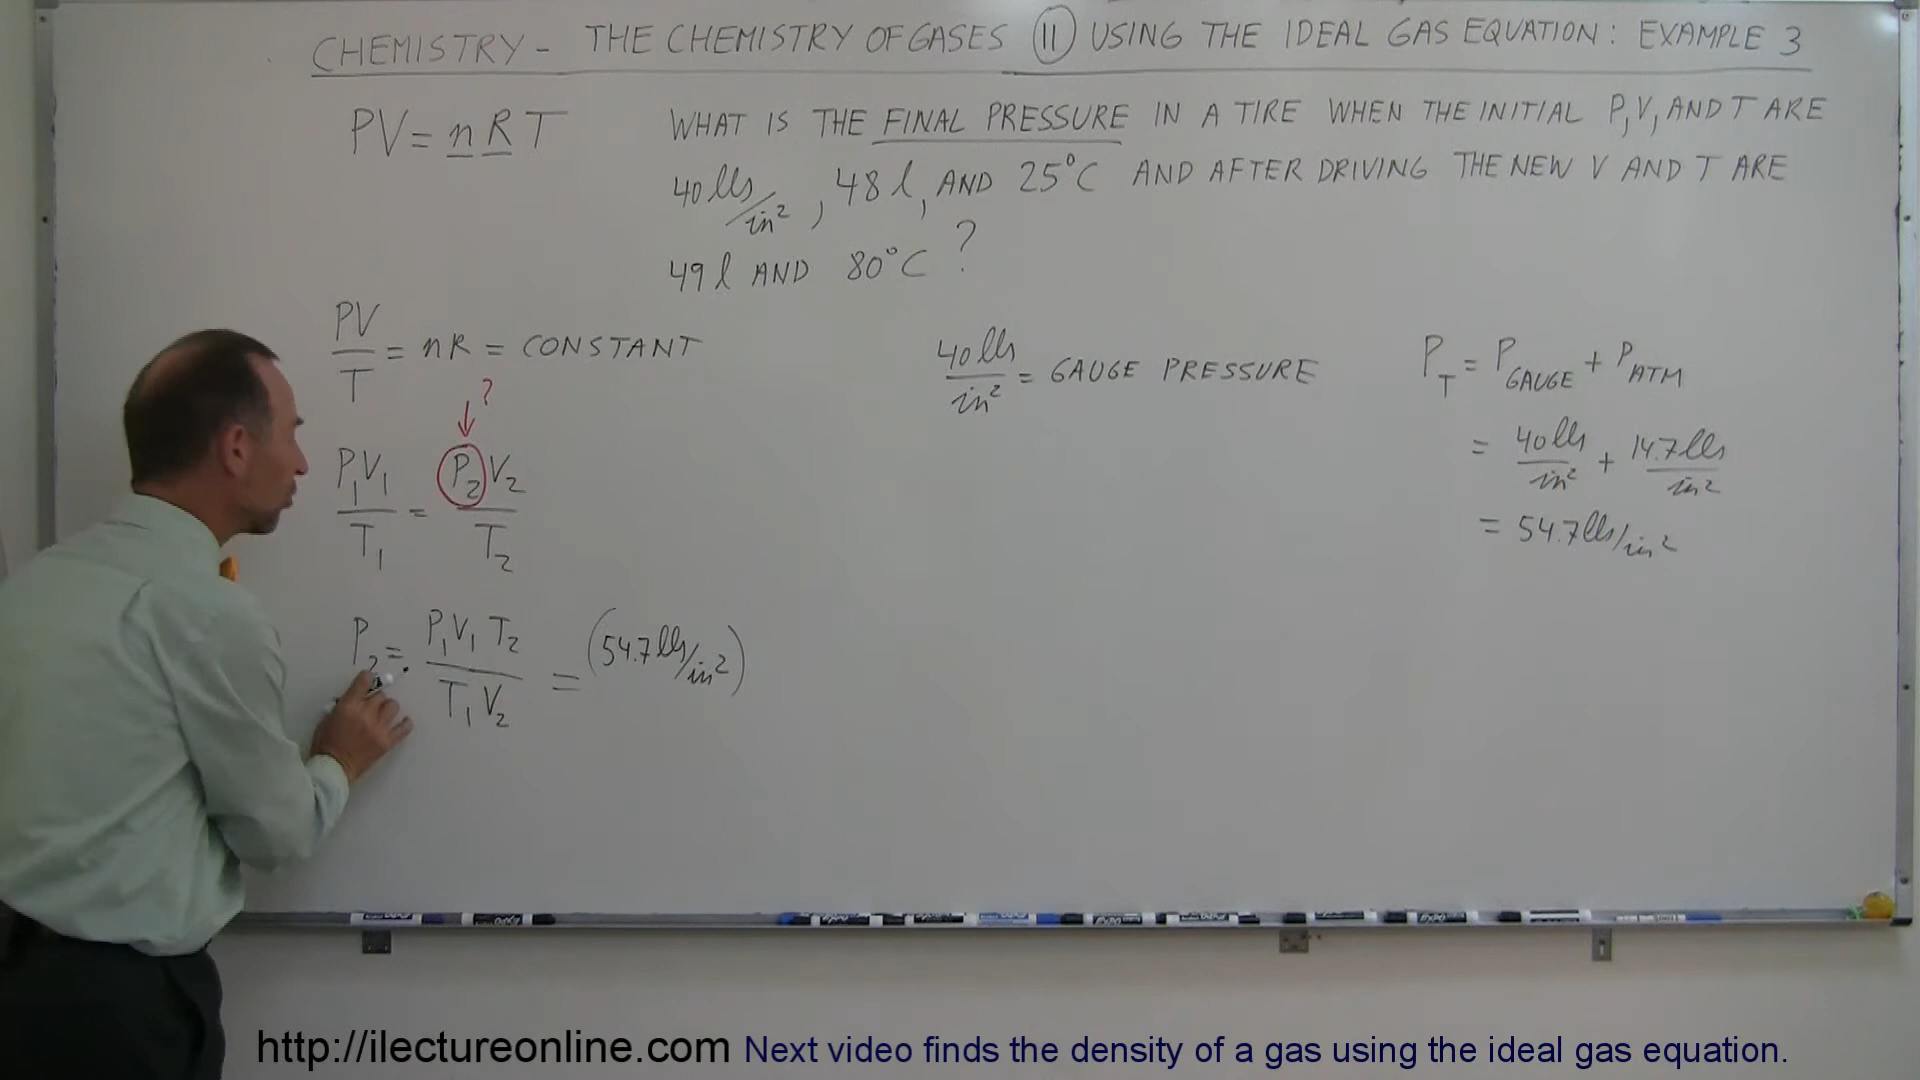 CHEMISTRY - THE CHEMISTRY OF GASES (11) USING THE IDEAL GAS EQUATION: EXAMPLE 3
PV = nRT
WHAT IS THE FINAL PRESSURE IN A TIRE WHEN THE INITIAL P, V, AND T ARE
40 lbs/in², 48 l, AND 25°C AND AFTER DRIVING THE NEW V AND T ARE
49 l AND 80°C ?
PV/T = nR = CONSTANT
?
P₁V₁/T₁ = P₂V₂/T₂
P₂ = P₁V₁T₂/T₁V₂ = (54.7 lbs/in²)
40 lbs/in² = GAUGE PRESSURE
P_T = P_GAUGE + P_ATM
= 40 lbs/in² + 14.7 lbs/in²
= 54.7 lbs/in²
http://ilectureonline.com Next video finds the density of a gas using the ideal gas equation.